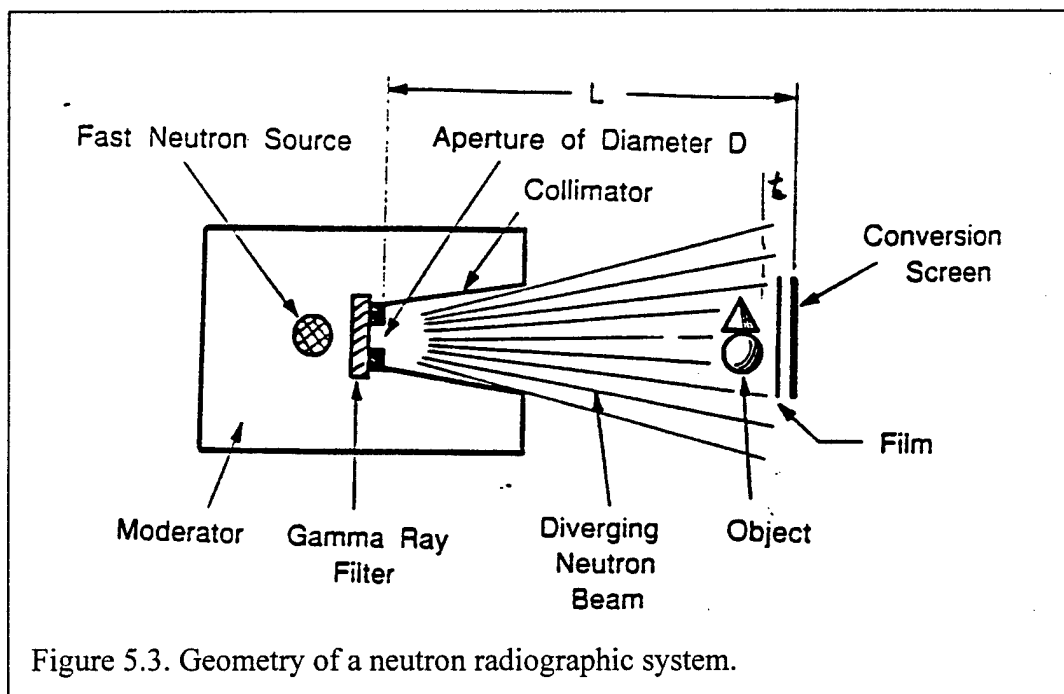 L
Fast Neutron Source
Aperture of Diameter D
Collimator
t
Conversion
Screen
Film
Moderator
Gamma Ray
Filter
Diverging
Neutron
Beam
Object
Figure 5.3. Geometry of a neutron radiographic system.